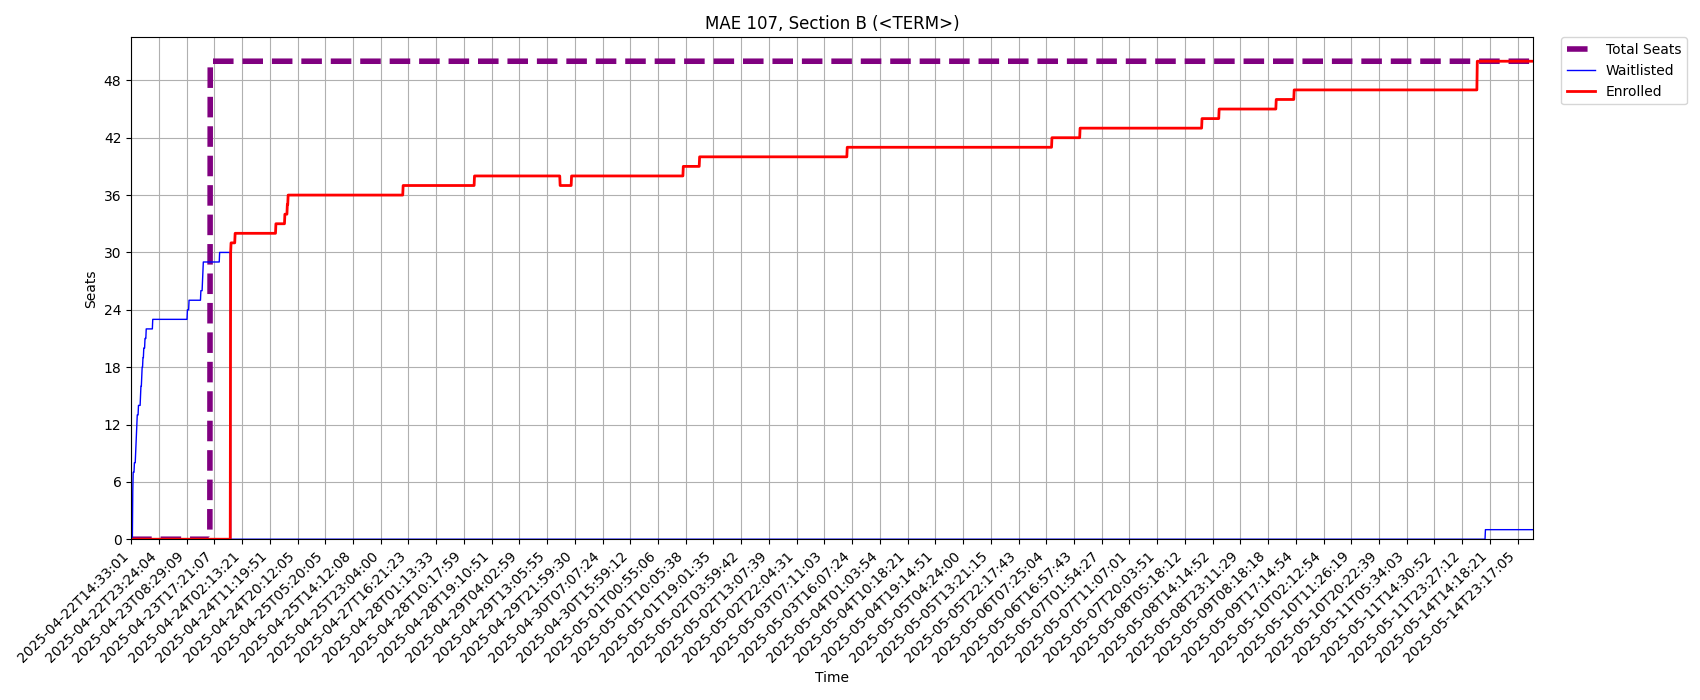 MAE 107, Section B (<TERM>)
Total Seats
Waitlisted
Enrolled
48
42
36
30
24
18
12
6
0
Seats
2025-04-22T14:33:01
2025-04-22T23:24:04
2025-04-23T08:29:09
2025-04-23T17:21:07
2025-04-24T02:13:21
2025-04-24T11:19:51
2025-04-24T20:12:05
2025-04-25T05:20:05
2025-04-25T14:12:08
2025-04-25T23:04:00
2025-04-27T16:21:23
2025-04-28T01:13:33
2025-04-28T10:17:59
2025-04-28T19:10:51
2025-04-29T04:02:59
2025-04-29T13:05:55
2025-04-29T21:59:30
2025-04-30T07:07:24
2025-04-30T15:59:12
2025-05-01T00:55:06
2025-05-01T10:05:38
2025-05-01T19:01:35
2025-05-02T03:59:42
2025-05-02T13:07:39
2025-05-02T22:04:31
2025-05-03T07:11:03
2025-05-03T16:07:24
2025-05-04T01:03:54
2025-05-04T10:18:21
2025-05-04T19:14:51
2025-05-05T04:24:00
2025-05-05T13:21:15
2025-05-05T22:17:43
2025-05-06T07:25:04
2025-05-06T16:57:43
2025-05-07T01:54:27
2025-05-07T11:07:01
2025-05-07T20:03:51
2025-05-08T05:18:12
2025-05-08T14:14:52
2025-05-08T23:11:29
2025-05-09T08:18:18
2025-05-09T17:14:54
2025-05-10T02:12:54
2025-05-10T11:26:19
2025-05-10T20:22:39
2025-05-11T05:34:03
2025-05-11T14:30:52
2025-05-11T23:27:12
2025-05-14T14:18:21
2025-05-14T23:17:05
Time